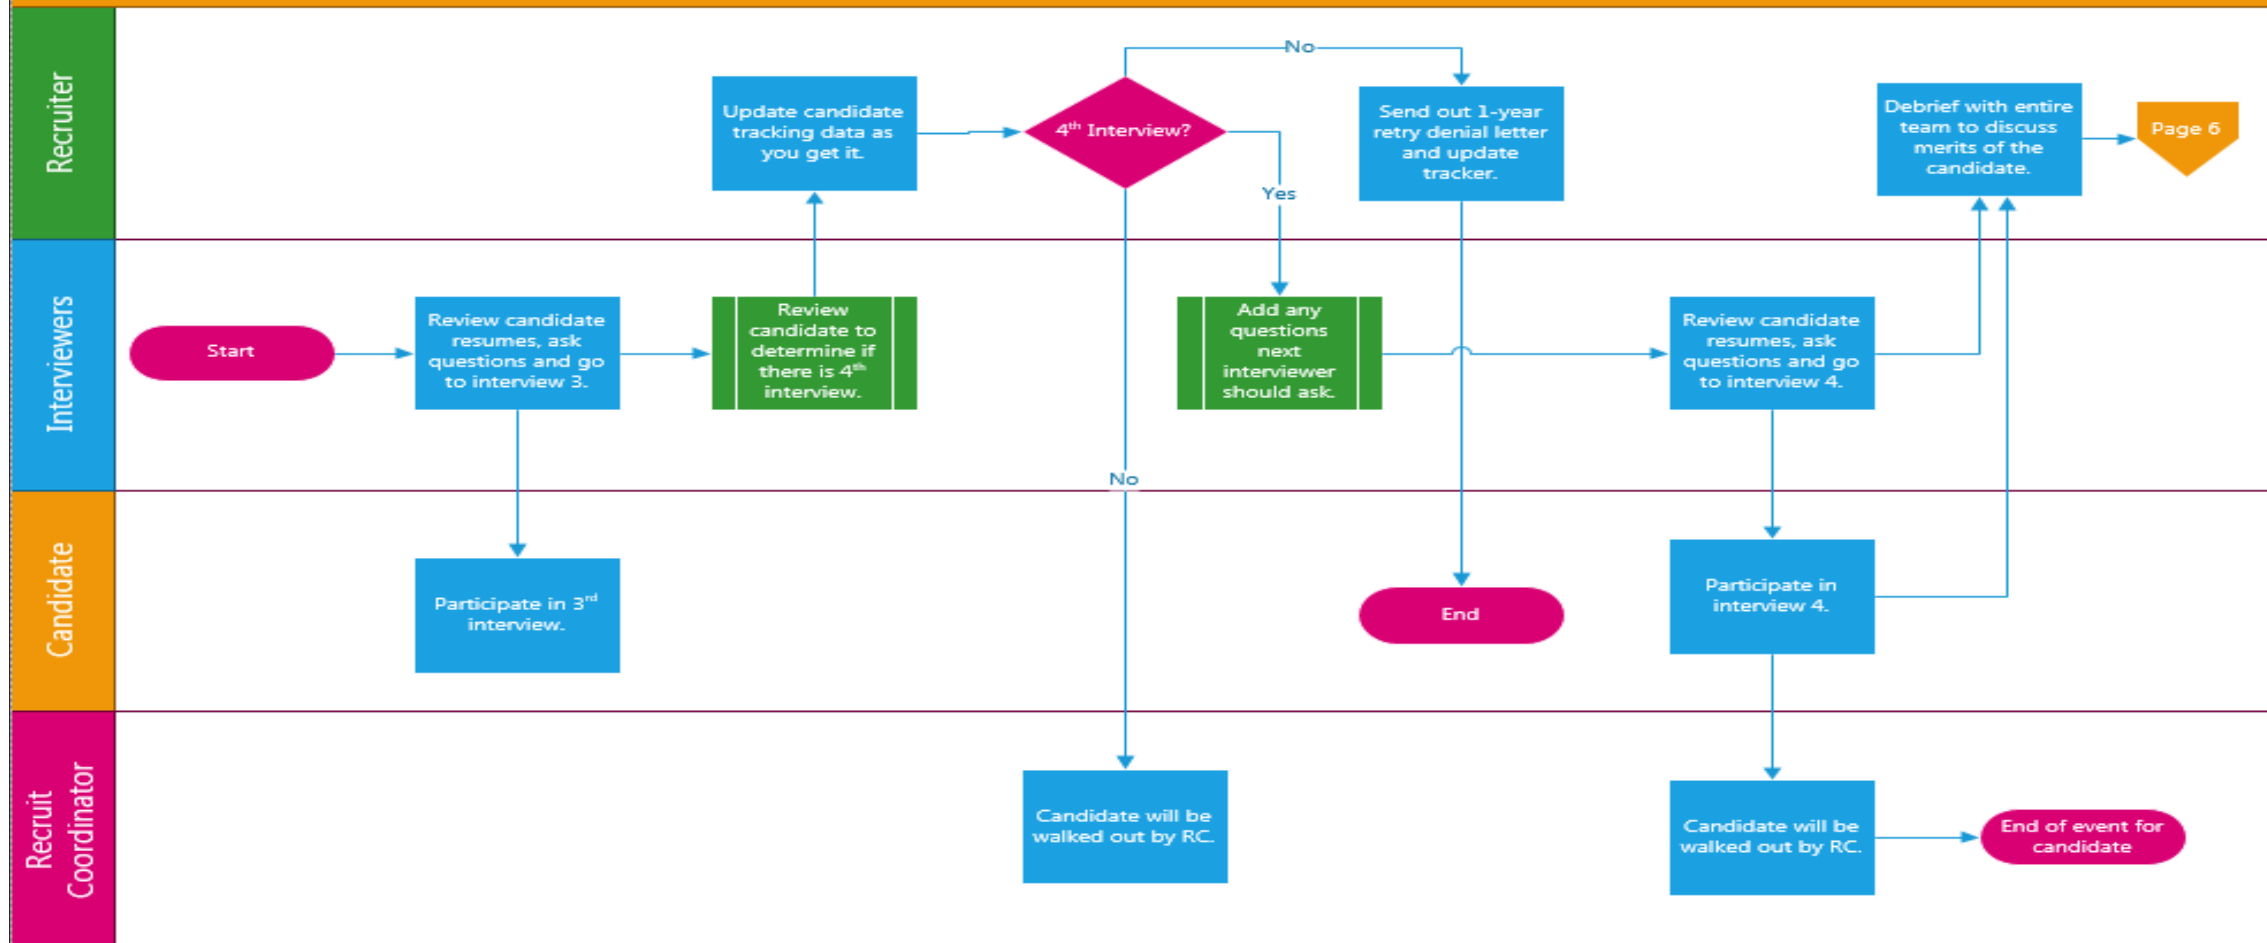 Recruiter
Update candidate
tracking data as
you get it.
4th Interview?
No
Yes
No
Send out 1-year
retry denial letter
and update
tracker.
Debrief with entire
team to discuss
merits of the
candidate.
Page 6
Interviewers
Start
Review candidate
resumes, ask
questions and go
to interview 3.
Review
candidate to
determine if
there is 4th
interview.
Add any
questions
next
interviewer
should ask.
Review candidate
resumes, ask
questions and go
to interview 4.
Candidate
Participate in 3rd
interview.
End
Participate in
interview 4.
Recruit
Coordinator
Candidate will be
walked out by RC.
Candidate will be
walked out by RC.
End of event for
candidate